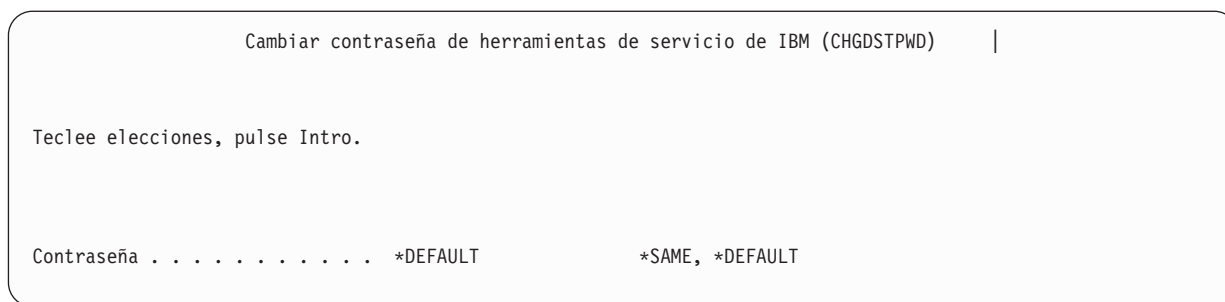 Cambiar contraseña de herramientas de servicio de IBM (CHGDSTPWD) |
Teclee elecciones, pulse Intro.
Contraseña . . . . . . . . . . . *DEFAULT *SAME, *DEFAULT